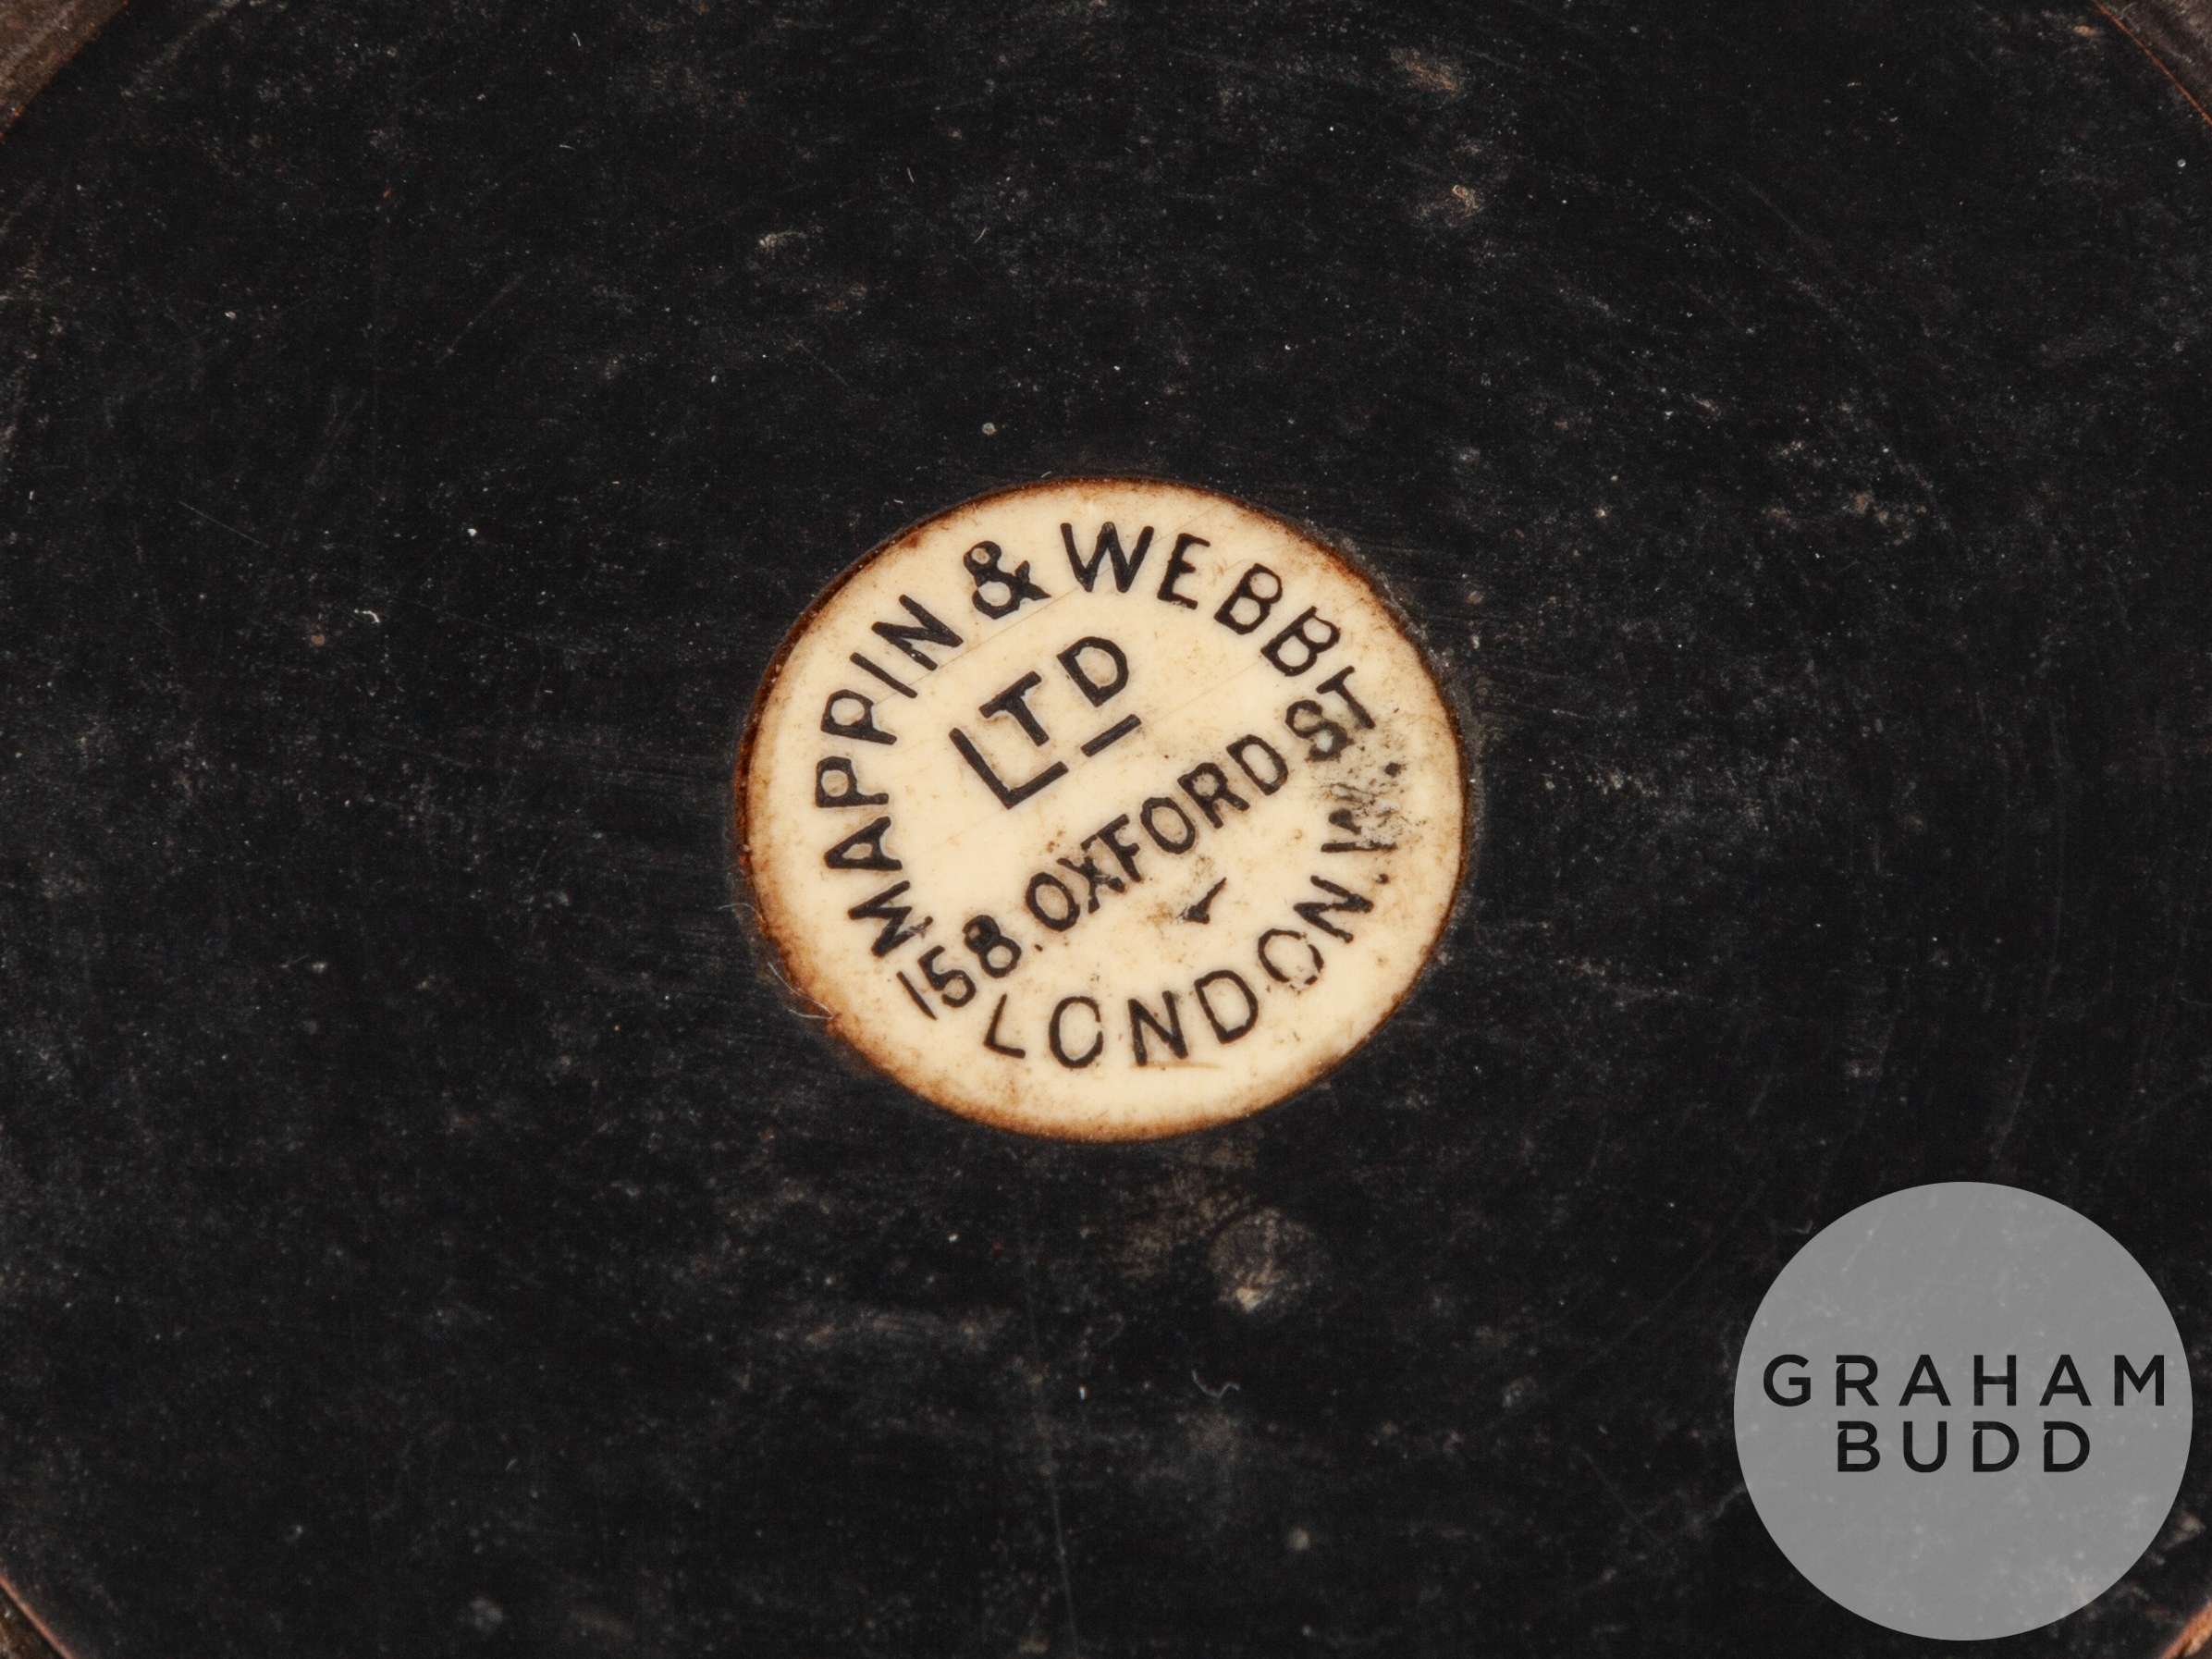 MAPPIN & WEBB
LTD
158. OXFORD ST.
LONDON. W.
GRAHAM
BUDD